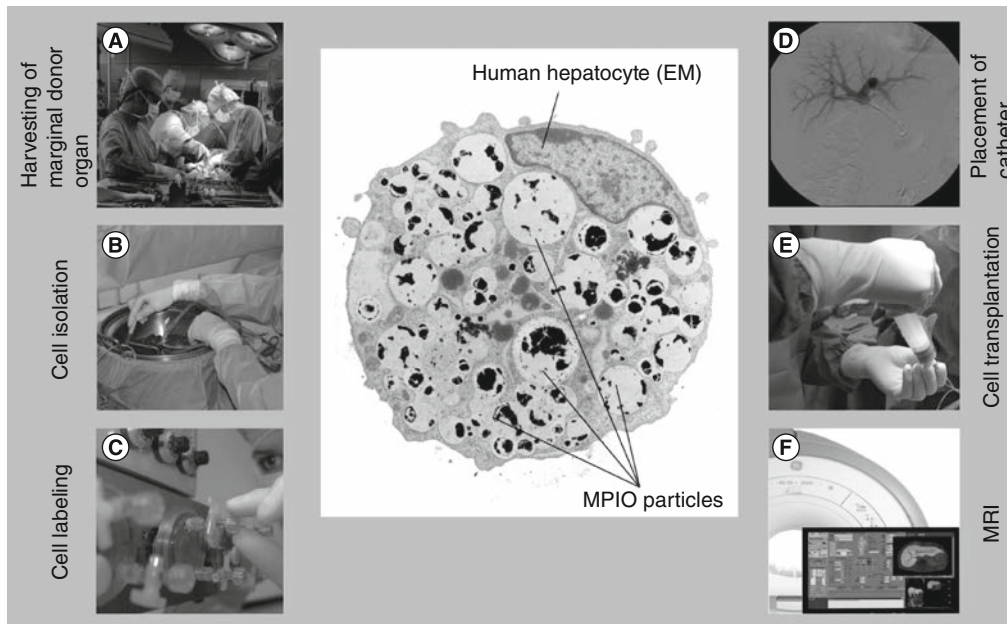 A
Harvesting of
marginal donor
organ
B
Cell isolation
C
Cell labeling
Human hepatocyte (EM)
MPIO particles
D
Placement of
catheter
E
Cell transplantation
F
MRI